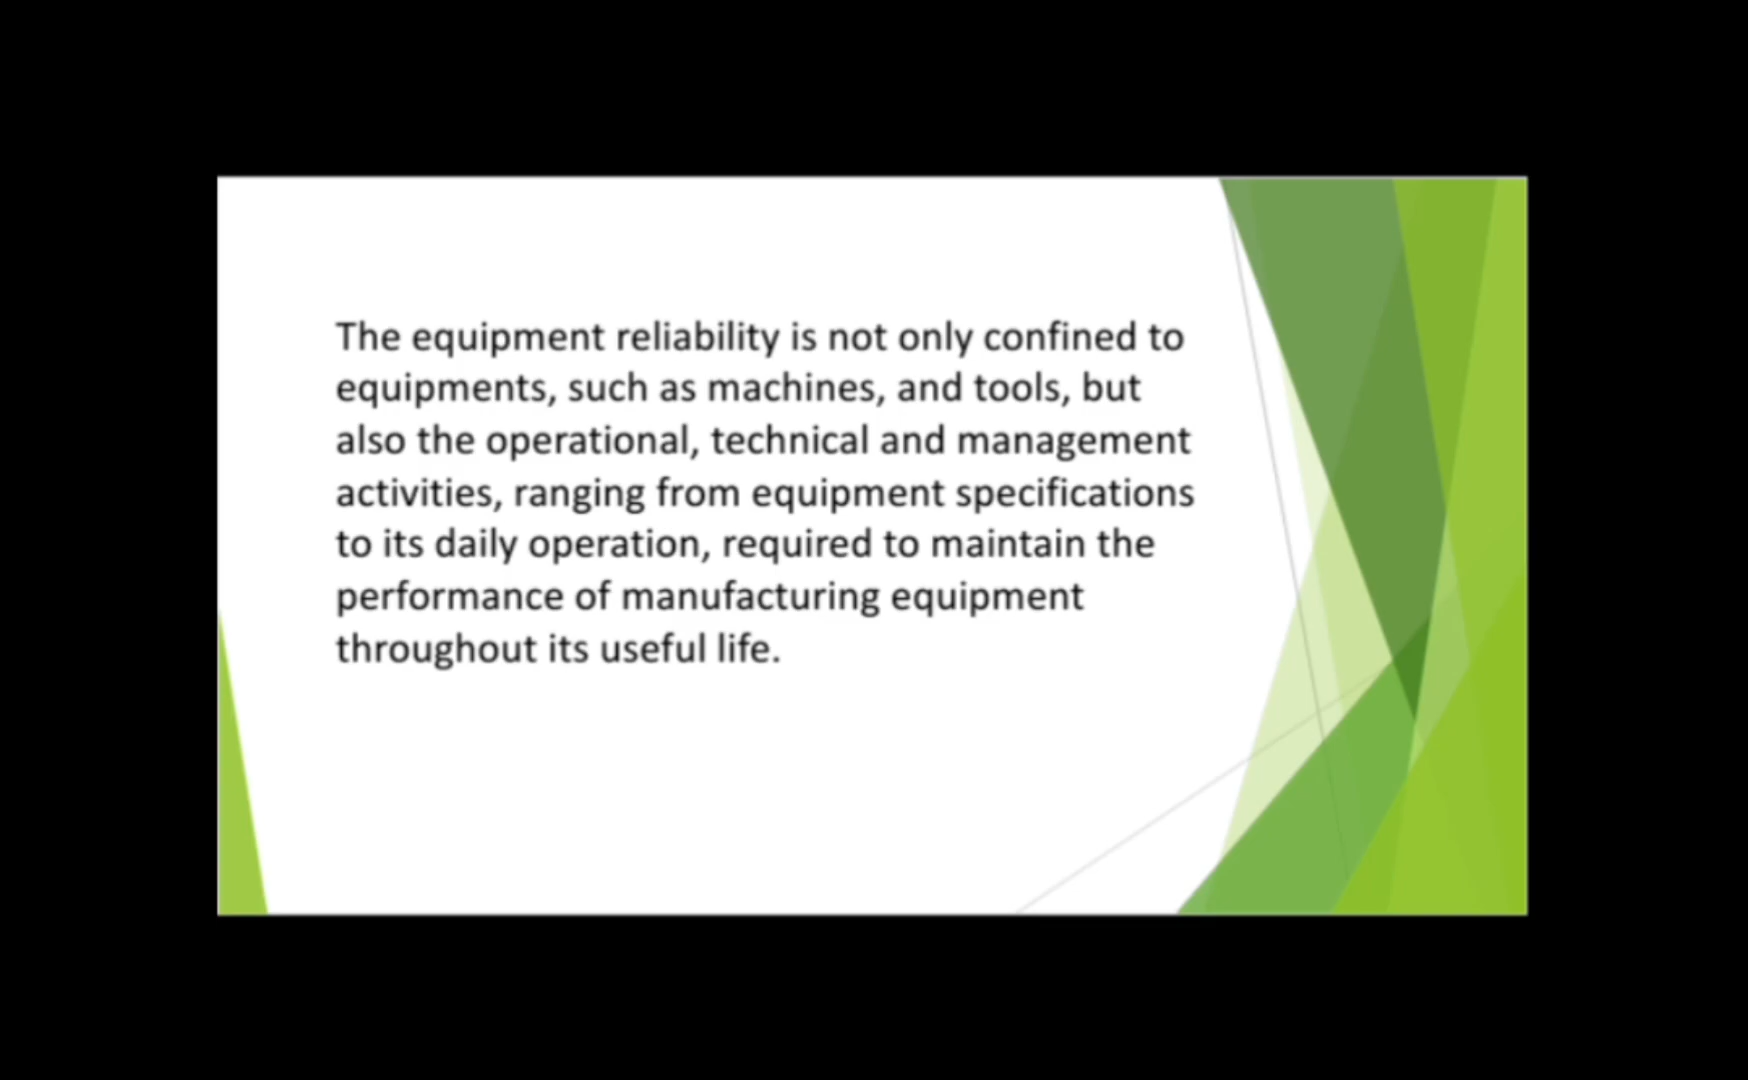 The equipment reliability is not only confined to
equipments, such as machines, and tools, but
also the operational, technical and management
activities, ranging from equipment specifications
to its daily operation, required to maintain the
performance of manufacturing equipment
throughout its useful life.